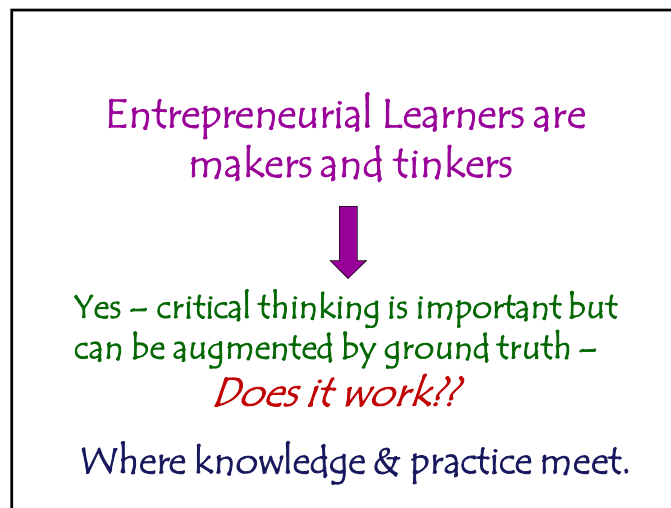 Entrepreneurial Learners are
makers and tinkers
Yes – critical thinking is important but
can be augmented by ground truth –
Does it work??
Where knowledge & practice meet.